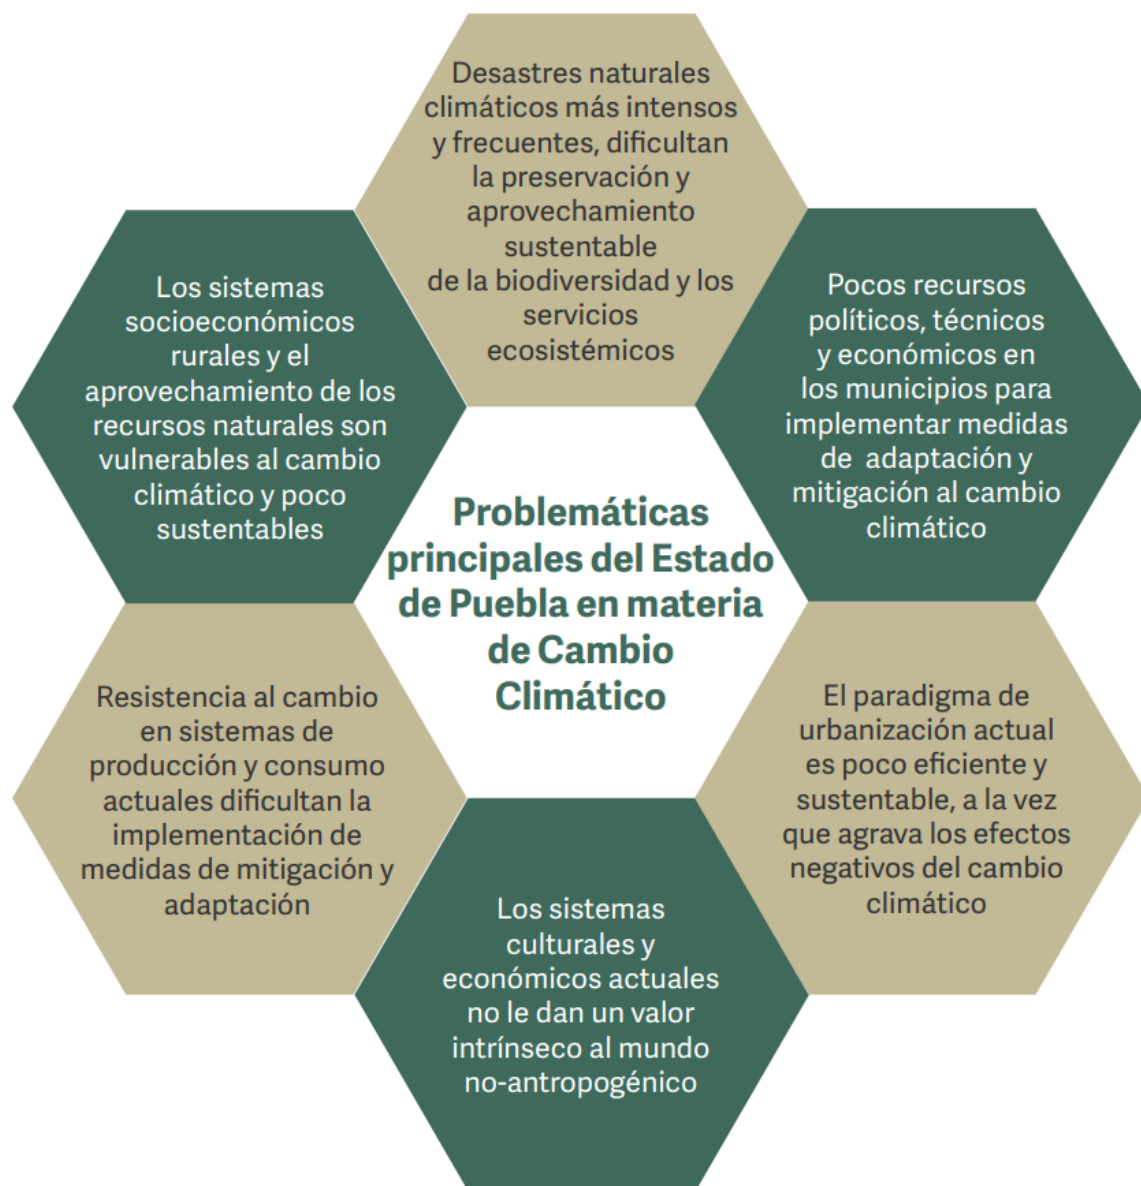 Desastres naturales
climáticos más intensos
y frecuentes, dificultan
la preservación y
aprovechamiento
sustentable
de la biodiversidad y los
servicios
ecosistémicos
Los sistemas
socioeconómicos
rurales y el
aprovechamiento de los
recursos naturales son
vulnerables al cambio
climático y poco
sustentables
Pocos recursos
políticos, técnicos
y económicos en
los municipios para
implementar medidas
de adaptación y
mitigación al cambio
climático
Problemáticas
principales del Estado
de Puebla en materia
de Cambio
Climático
Resistencia al cambio
en sistemas de
producción y consumo
actuales dificultan la
implementación de
medidas de mitigación y
adaptación
El paradigma de
urbanización actual
es poco eficiente y
sustentable, a la vez
que agrava los efectos
negativos del cambio
climático
Los sistemas
culturales y
económicos actuales
no le dan un valor
intrínseco al mundo
no-antropogénico